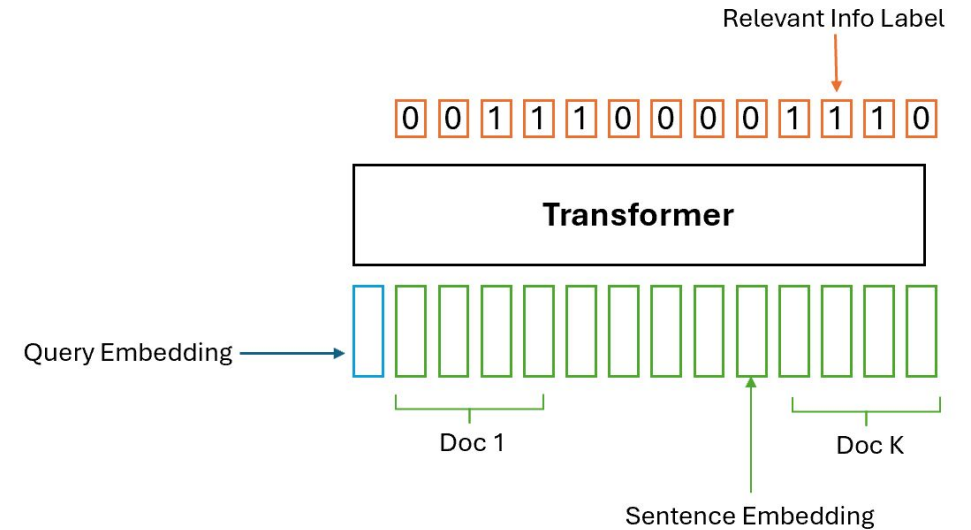 Relevant Info Label
0 0 1 1 1 0 0 0 0 1 1 1 0
Transformer
Query Embedding
Doc 1
Doc K
Sentence Embedding